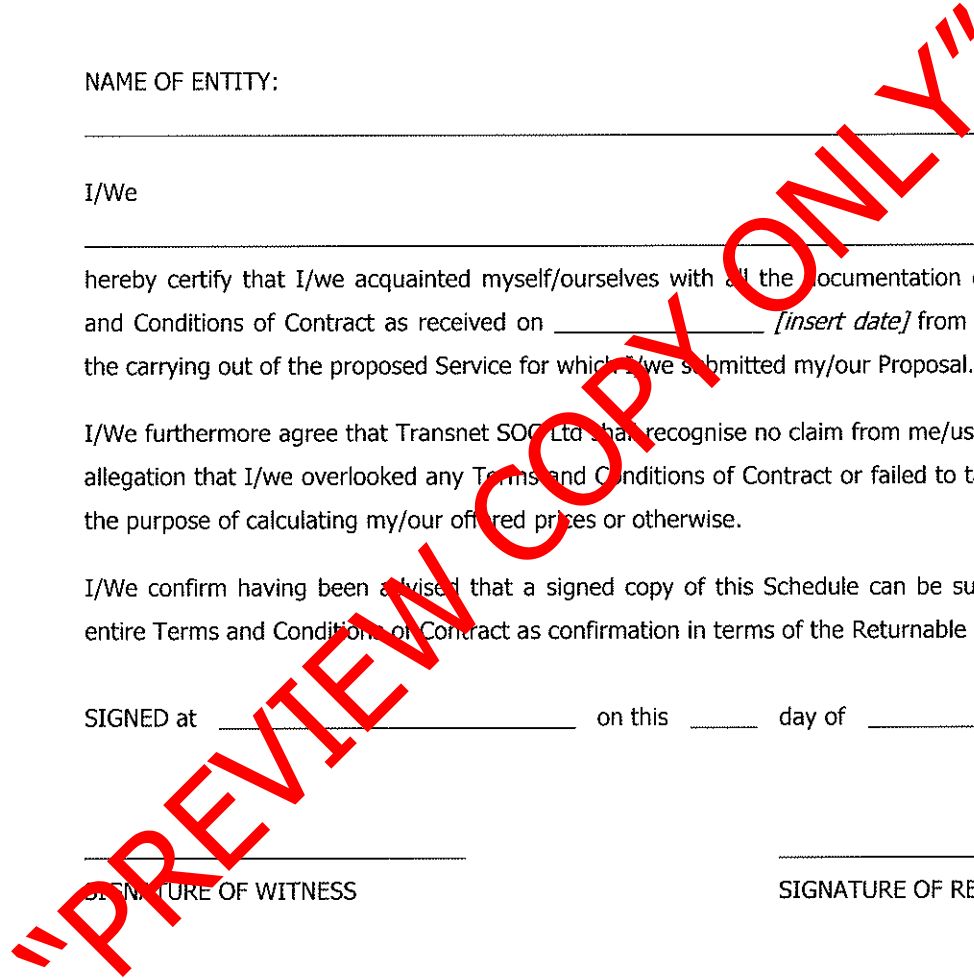 NAME OF ENTITY:
I/We
hereby certify that I/we acquainted myself/ourselves with all the documentation
and Conditions of Contract as received on ________________ [insert date] from
the carrying out of the proposed Service for which I/we submitted my/our Proposal.
I/We furthermore agree that Transnet SOC Ltd shall recognise no claim from me/us
allegation that I/we overlooked any Terms and Conditions of Contract or failed to
the purpose of calculating my/our offered prices or otherwise.
I/We confirm having been advised that a signed copy of this Schedule can be su
entire Terms and Conditions of Contract as confirmation in terms of the Returnable
SIGNED at ________________ on this _____ day of ________
SIGNATURE OF WITNESS
SIGNATURE OF RE
"PREVIEW COPY ONLY"